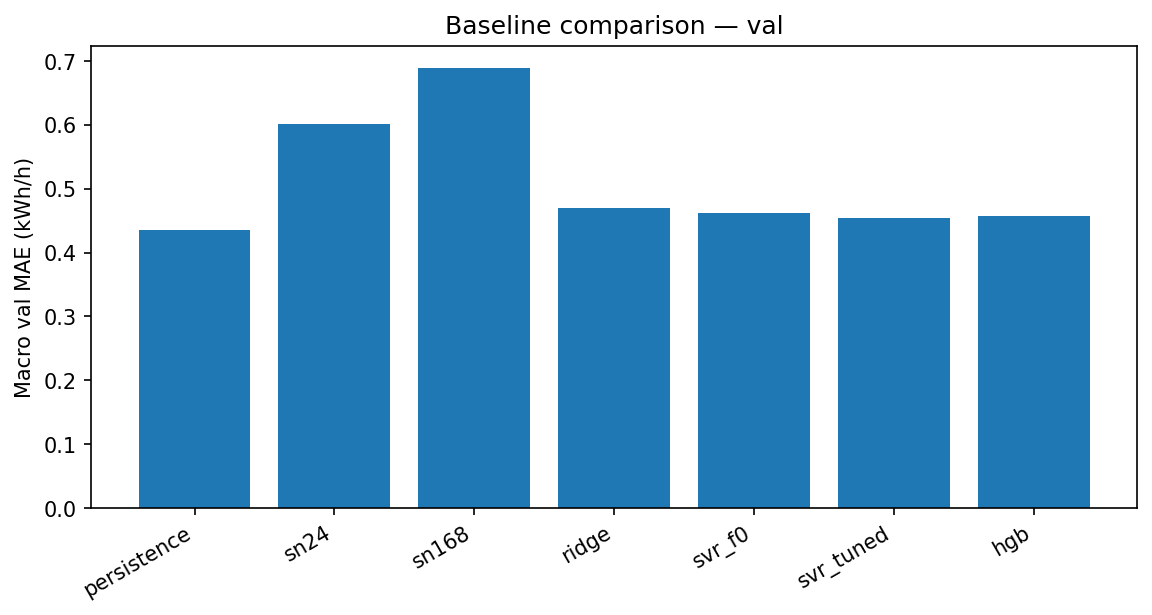 Baseline comparison — val
Macro val MAE (kWh/h)
0.7
0.6
0.5
0.4
0.3
0.2
0.1
0.0
persistence
sn24
sn168
ridge
svr_f0
svr_tuned
hgb